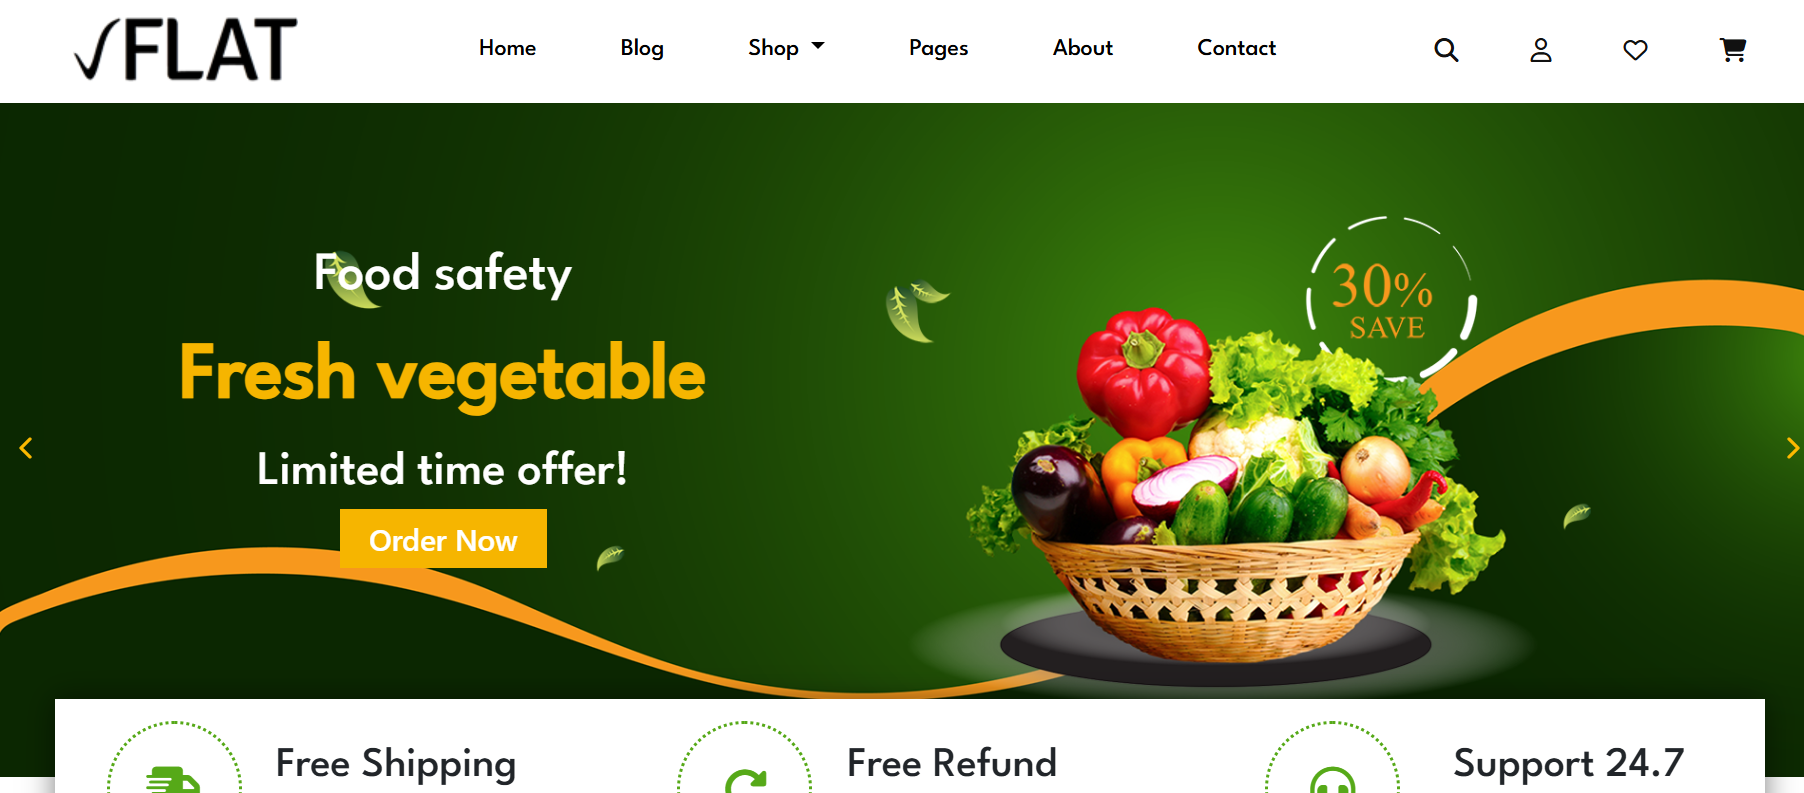 √FLAT
Home Blog Shop Pages About Contact
Food safety
Fresh vegetable
Limited time offer!
Order Now
30%
SAVE
Free Shipping
Free Refund
Support 24.7